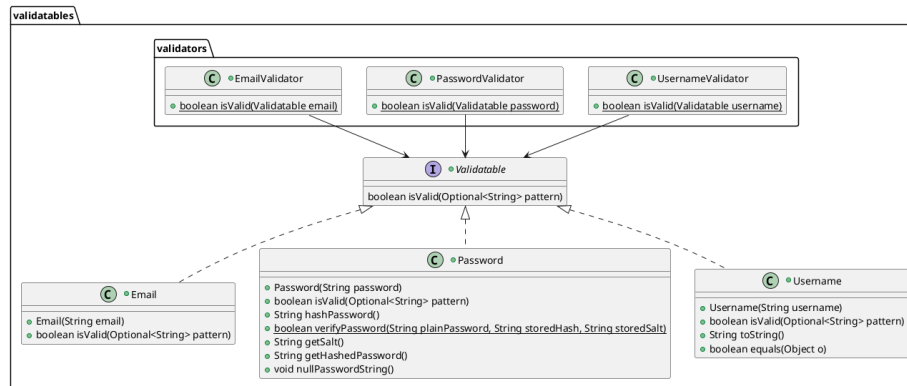 validatables
validators
C EmailValidator
boolean isValid(Validatable email)
C PasswordValidator
boolean isValid(Validatable password)
C UsernameValidator
boolean isValid(Validatable username)
I Validatable
boolean isValid(Optional<String> pattern)
C Email
Email(String email)
boolean isValid(Optional<String> pattern)
C Password
Password(String password)
boolean isValid(Optional<String> pattern)
String hashPassword()
boolean verifyPassword(String plainPassword, String storedHash, String storedSalt)
String getSalt()
String getHashedPassword()
void nullPasswordString()
C Username
Username(String username)
boolean isValid(Optional<String> pattern)
String toString()
boolean equals(Object o)